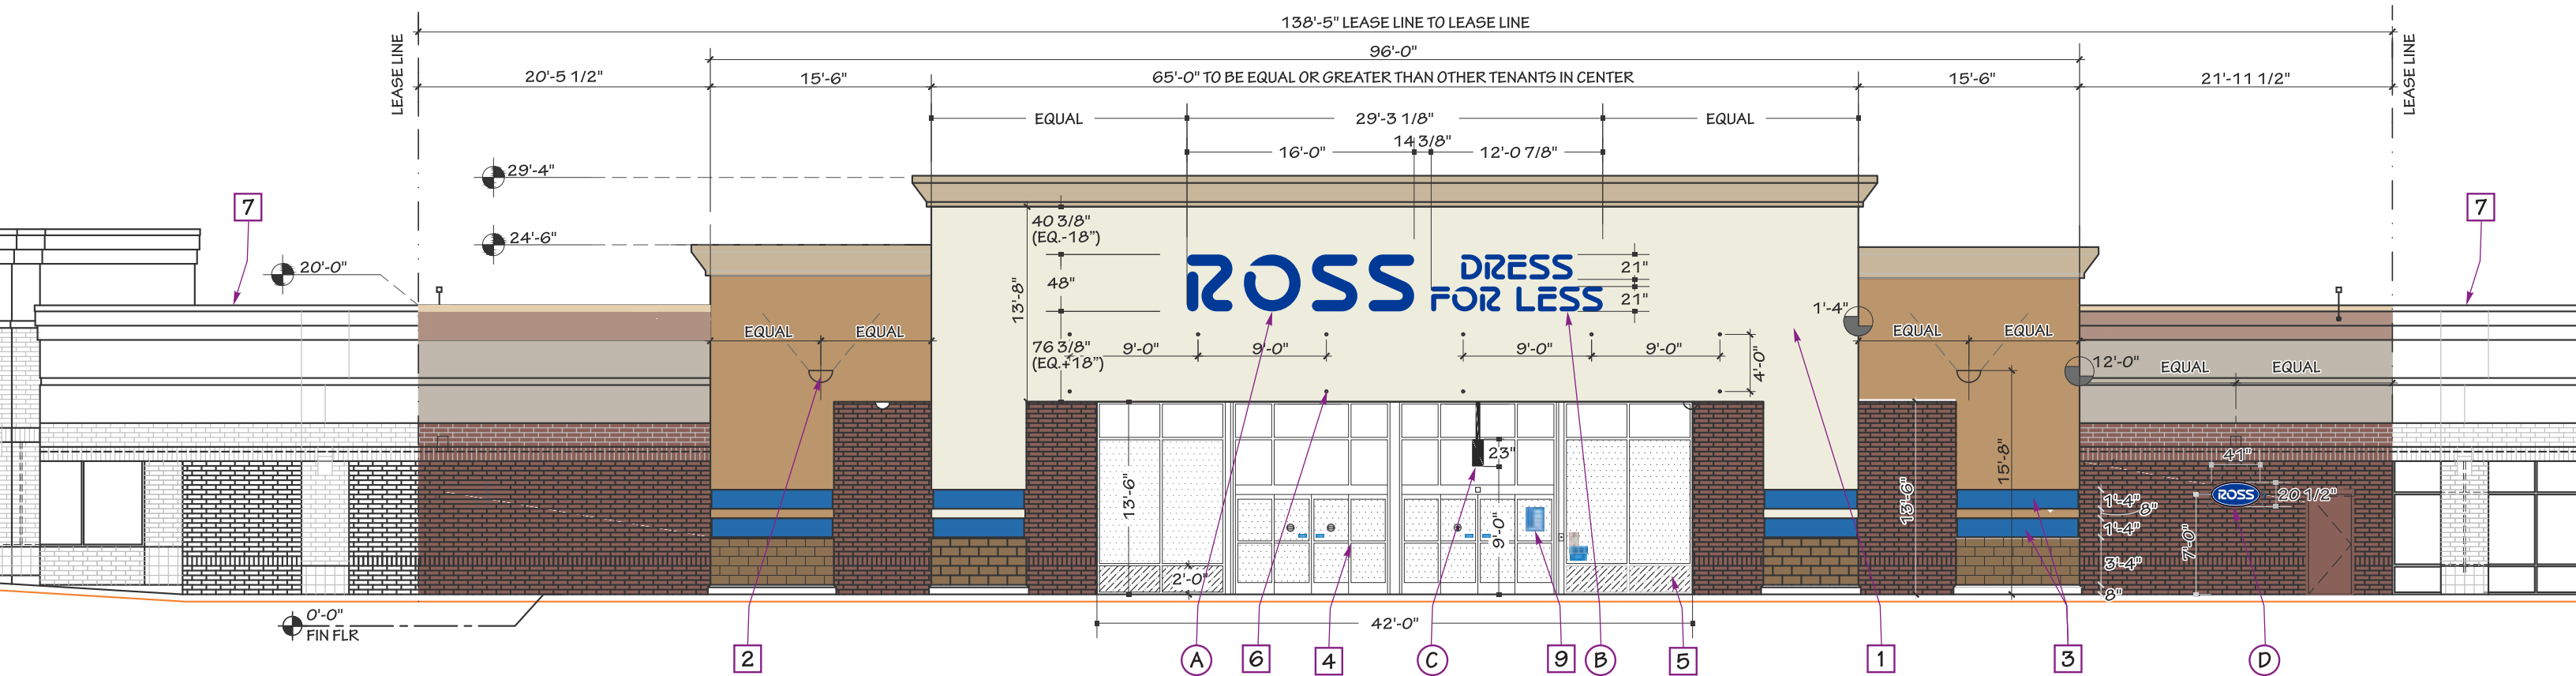 138'-5" LEASE LINE TO LEASE LINE
96'-0"
LEASE LINE
20'-5 1/2"
15'-6"
65'-0" TO BE EQUAL OR GREATER THAN OTHER TENANTS IN CENTER
15'-6"
21'-11 1/2"
LEASE LINE
EQUAL
29'-3 1/8"
EQUAL
16'-0"
14 3/8"
12'-0 7/8"
29'-4"
24'-6"
20'-0"
7
7
40 3/8"
(EQ.-18")
48"
13'-8"
76 3/8"
(EQ.+18")
ROSS
DRESS
FOR LESS
21"
21"
1'-4"
EQUAL
EQUAL
9'-0"
9'-0"
9'-0"
9'-0"
4'-0"
EQUAL
EQUAL
12'-0"
EQUAL
EQUAL
13'-6"
2'-0"
23"
9'-0"
13'-6"
15'-8"
41"
ROSS
20 1/2"
1'-4"
8"
1'-4"
3'-4"
8"
7'-0"
0'-0"
FIN FLR
42'-0"
2
A
6
4
C
9
B
5
1
3
D